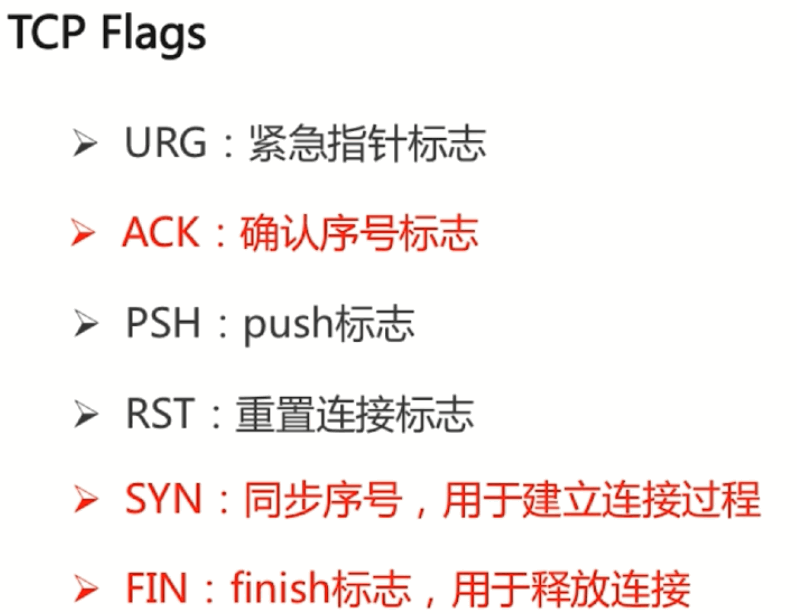 TCP Flags
➢ URG：紧急指针标志
➢ ACK：确认序号标志
➢ PSH：push标志
➢ RST：重置连接标志
➢ SYN：同步序号，用于建立连接过程
➢ FIN：finish标志，用于释放连接